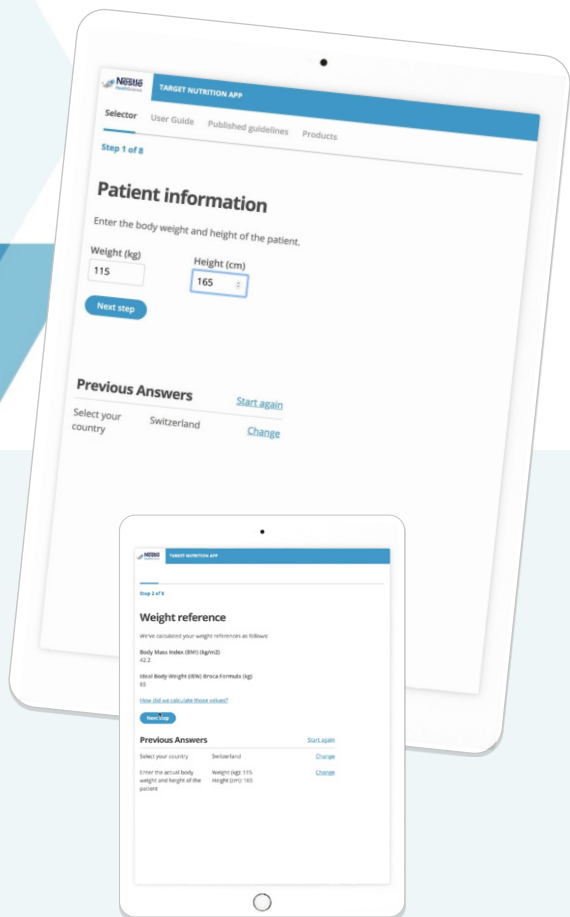 Nestlé
HealthScience
TARGET NUTRITION APP
Selector User Guide Published guidelines Products
Step 1 of 8
Patient information
Enter the body weight and height of the patient.
Weight (kg) Height (cm)
115 165
Next step
Previous Answers Start again
Select your Switzerland Change
country
Nestlé
TARGET NUTRITION APP
Step 2 of 8
Weight reference
We've calculated your weight references as follows:
Body Mass Index (BMI) (kg/m2)
42.2
Ideal Body Weight (IBW) Broca Formula (kg)
65
How did we calculate those values?
Next step
Previous Answers Start again
Select your country Switzerland Change
Enter the actual body Weight (kg): 115 Change
weight and height of the Height (cm): 165
patient